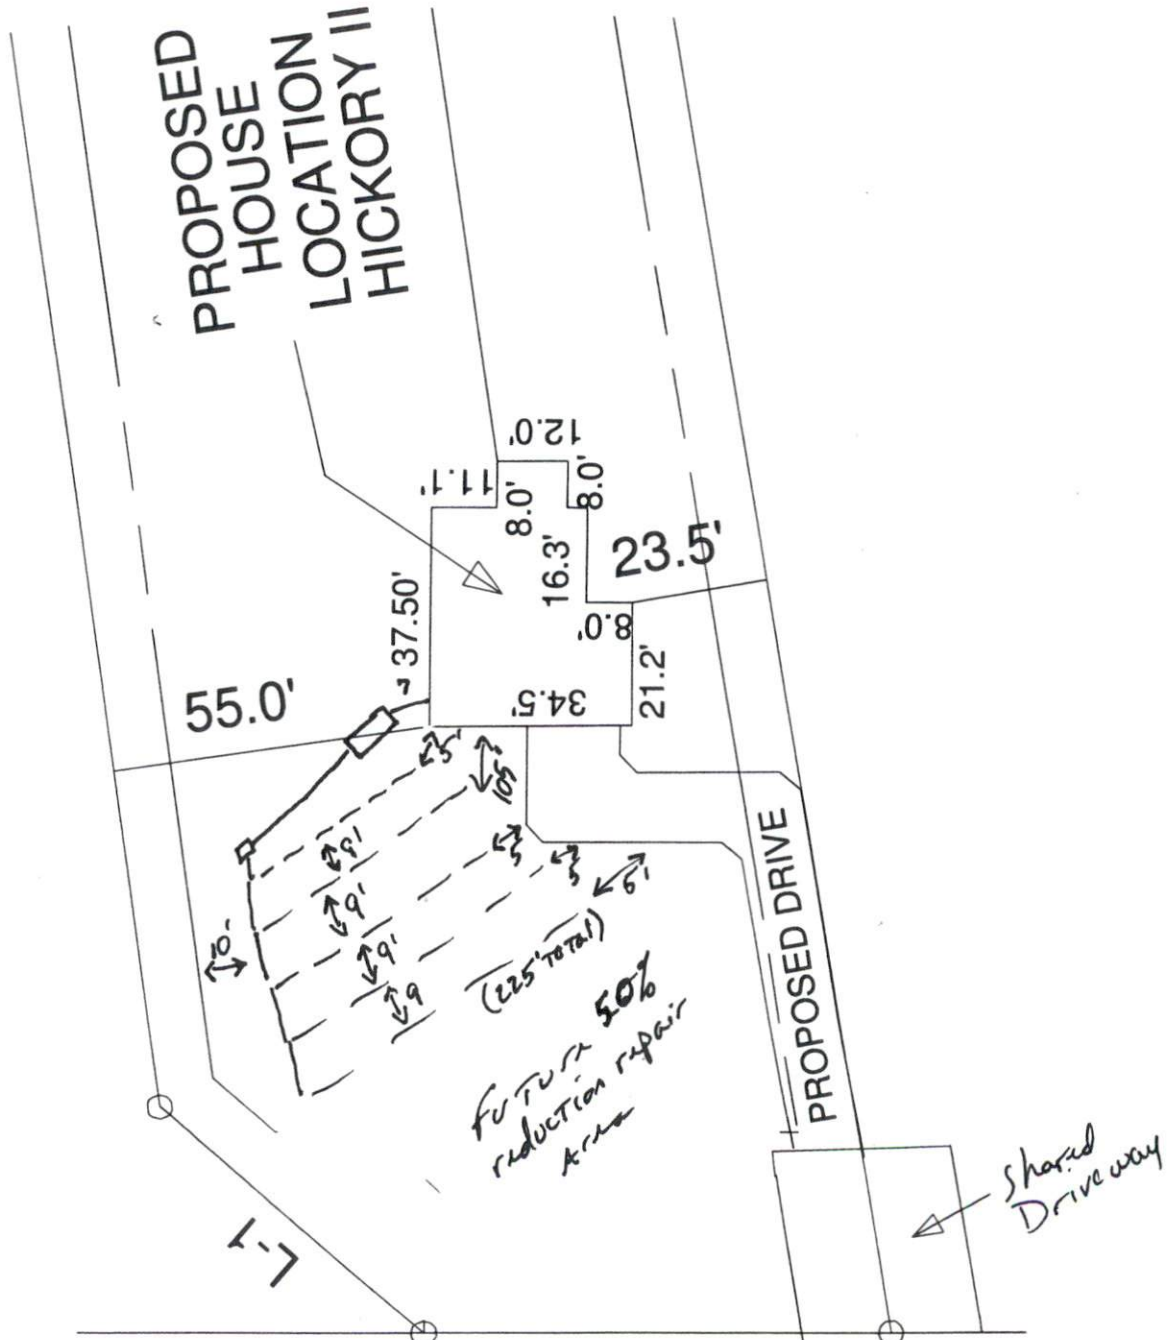 PROPOSED
HOUSE
LOCATION
HICKORY II
12.0'
11.1'
8.0'
8.0'
16.3'
23.5'
37.50'
8.0'
7
55.0'
34.5'
21.2'
5'
10.5'
9'
9'
9'
9
5
5
6'
10'
(225' TOTAL)
Future 50%
reduction repair
Area
PROPOSED DRIVE
L-1
shared
Driveway